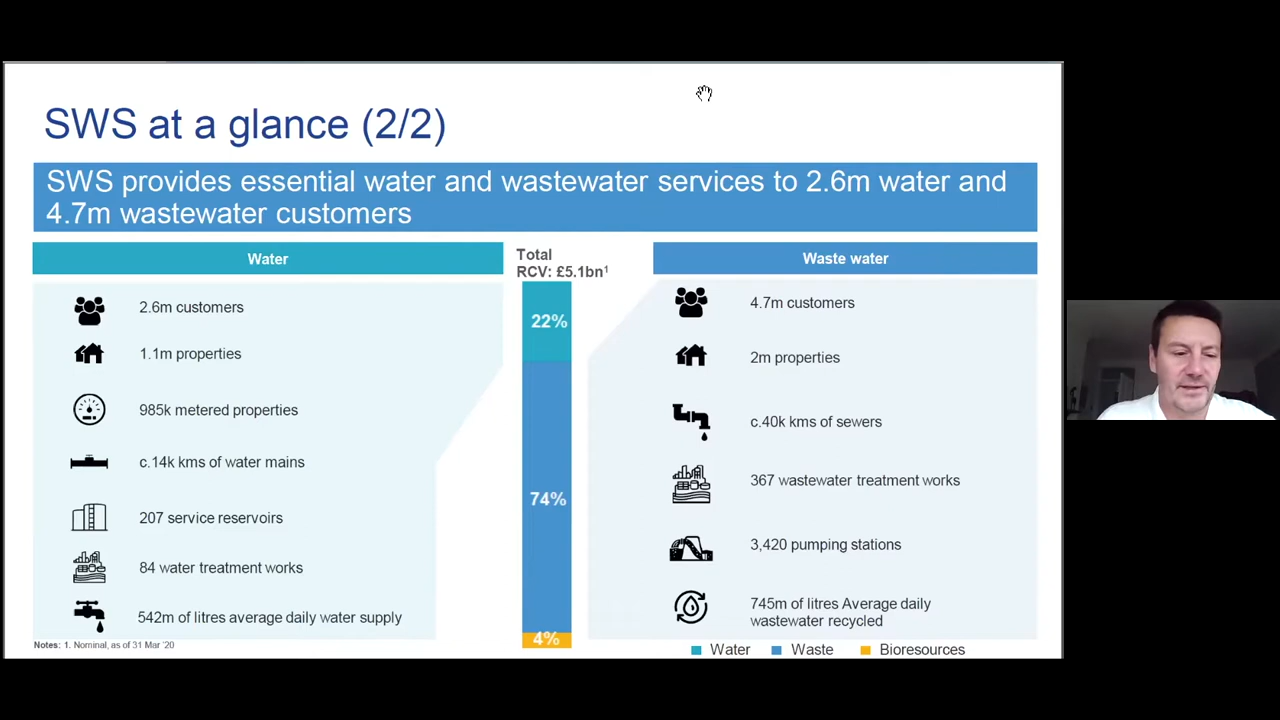 SWS at a glance (2/2)
SWS provides essential water and wastewater services to 2.6m water and
4.7m wastewater customers
Water
2.6m customers
1.1m properties
985k metered properties
c.14k kms of water mains
207 service reservoirs
84 water treatment works
542m of litres average daily water supply
Total
RCV: £5.1bn¹
22%
74%
4%
Waste water
4.7m customers
2m properties
c.40k kms of sewers
367 wastewater treatment works
3,420 pumping stations
745m of litres Average daily
wastewater recycled
Notes: 1. Nominal, as of 31 Mar '20
Water Waste Bioresources